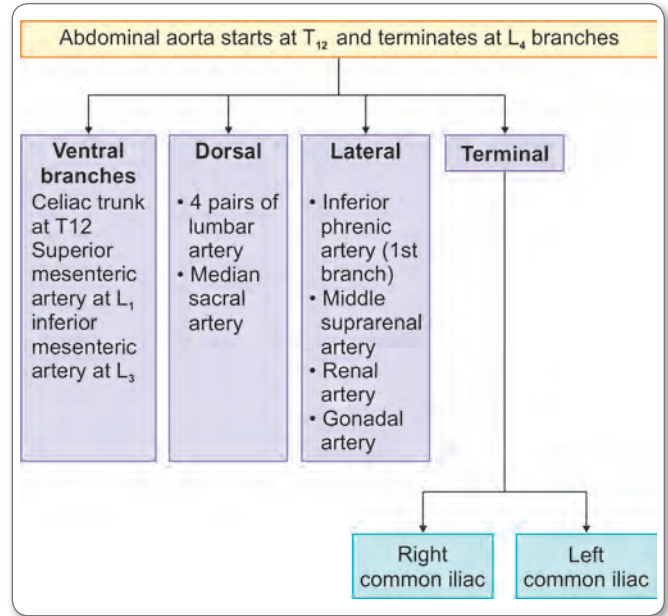 Abdominal aorta starts at T₁₂ and terminates at L₄ branches
Ventral
branches
Celiac trunk
at T12
Superior
mesenteric
artery at L₁
inferior
mesenteric
artery at L₃
Dorsal
• 4 pairs of
lumbar
artery
• Median
sacral
artery
Lateral
• Inferior
phrenic
artery (1st
branch)
• Middle
suprarenal
artery
• Renal
artery
• Gonadal
artery
Terminal
Right
common iliac
Left
common iliac